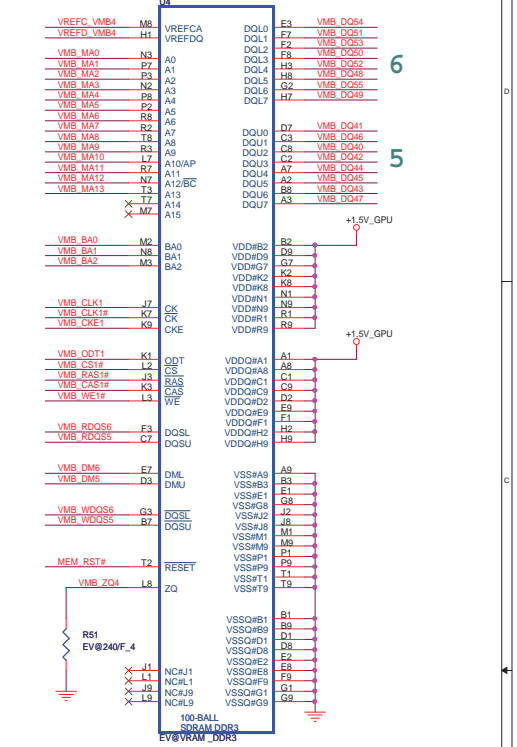 U4
VREFC_VMB4 M8 VREFCA DQL0 E3 VMB_DQ54
VREFD_VMB4 H1 VREFDQ DQL1 F7 VMB_DQ51
DQL2 F2 VMB_DQ53
VMB_MA0 N3 A0 DQL3 F8 VMB_DQ50
VMB_MA1 P7 A1 DQL4 H3 VMB_DQ52
VMB_MA2 P3 A2 DQL5 H8 VMB_DQ48
VMB_MA3 N2 A3 DQL6 G2 VMB_DQ55
VMB_MA4 P8 A4 DQL7 H7 VMB_DQ49
6
VMB_MA5 P2 A5
VMB_MA6 R8 A6
VMB_MA7 R2 A7 DQU0 D7 VMB_DQ41
VMB_MA8 T8 A8 DQU1 C3 VMB_DQ46
VMB_MA9 R3 A9 DQU2 C8 VMB_DQ40
VMB_MA10 L7 A10/AP DQU3 C2 VMB_DQ42
VMB_MA11 R7 A11 DQU4 A7 VMB_DQ44
VMB_MA12 N7 A12/BC DQU5 A2 VMB_DQ45
VMB_MA13 T3 A13 DQU6 B8 VMB_DQ43
T7 A14 DQU7 A3 VMB_DQ47
M7 A15
5
+1.5V_GPU
VMB_BA0 M2 BA0 VDD#B2 B2
VMB_BA1 N8 BA1 VDD#D9 D9
VMB_BA2 M3 BA2 VDD#G7 G7
VDD#K2 K2
VDD#K8 K8
VDD#N1 N1
VMB_CLK1 J7 CK VDD#N9 N9
VMB_CLK1# K7 CK VDD#R1 R1
VMB_CKE1 K9 CKE VDD#R9 R9
+1.5V_GPU
VMB_ODT1 K1 ODT VDDQ#A1 A1
VMB_CS1# L2 CS VDDQ#A8 A8
VMB_RAS1# J3 RAS VDDQ#C1 C1
VMB_CAS1# K3 CAS VDDQ#C9 C9
VMB_WE1# L3 WE VDDQ#D2 D2
VDDQ#E9 E9
VDDQ#F1 F1
VMB_RDQS6 F3 DQSL VDDQ#H2 H2
VMB_RDQS5 C7 DQSU VDDQ#H9 H9
VMB_DM6 E7 DML VSS#A9 A9
VMB_DM5 D3 DMU VSS#B3 B3
VSS#E1 E1
VSS#G8 G8
VMB_WDQS6 G3 DQSL VSS#J2 J2
VMB_WDQS5 B7 DQSU VSS#J8 J8
VSS#M1 M1
VSS#M9 M9
VSS#P1 P1
MEM_RST# T2 RESET VSS#P9 P9
VSS#T1 T1
VMB_ZQ4 L8 ZQ VSS#T9 T9
VSSQ#B1 B1
VSSQ#B9 B9
R51
VSSQ#D1 D1
EV@240/F_4
VSSQ#D8 D8
VSSQ#E2 E2
J1 NC#J1 VSSQ#E8 E8
L1 NC#L1 VSSQ#F9 F9
J9 NC#J9 VSSQ#G1 G1
L9 NC#L9 VSSQ#G9 G9
100-BALL
SDRAM DDR3
EV@VRAM _DDR3
D
C